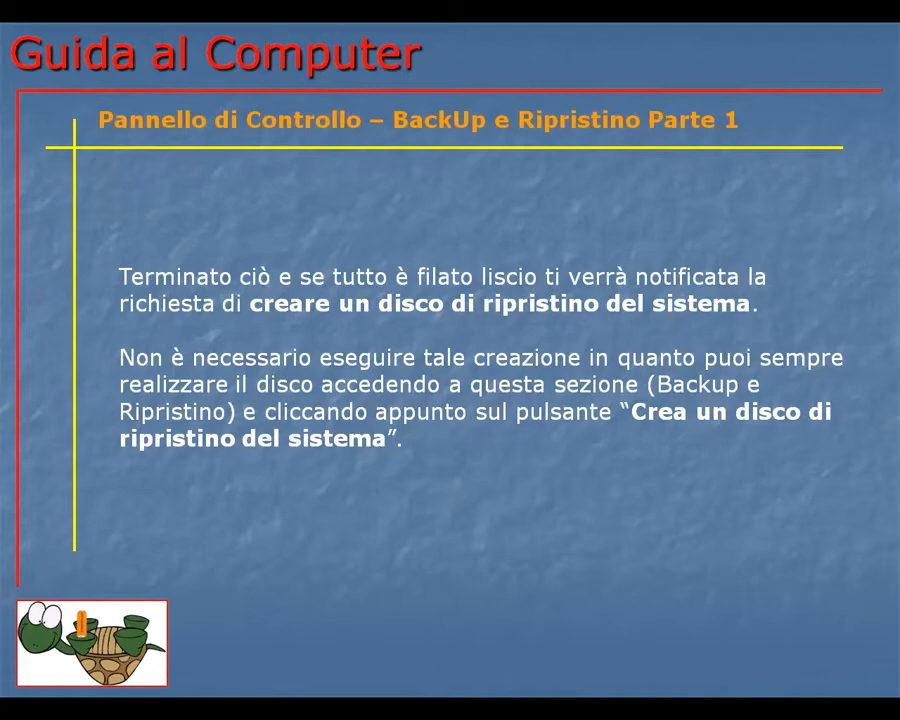 Guida al Computer
Pannello di Controllo – BackUp e Ripristino Parte 1
Terminato ciò e se tutto è filato liscio ti verrà notificata la
richiesta di creare un disco di ripristino del sistema.
Non è necessario eseguire tale creazione in quanto puoi sempre
realizzare il disco accedendo a questa sezione (Backup e
Ripristino) e cliccando appunto sul pulsante “Crea un disco di
ripristino del sistema”.